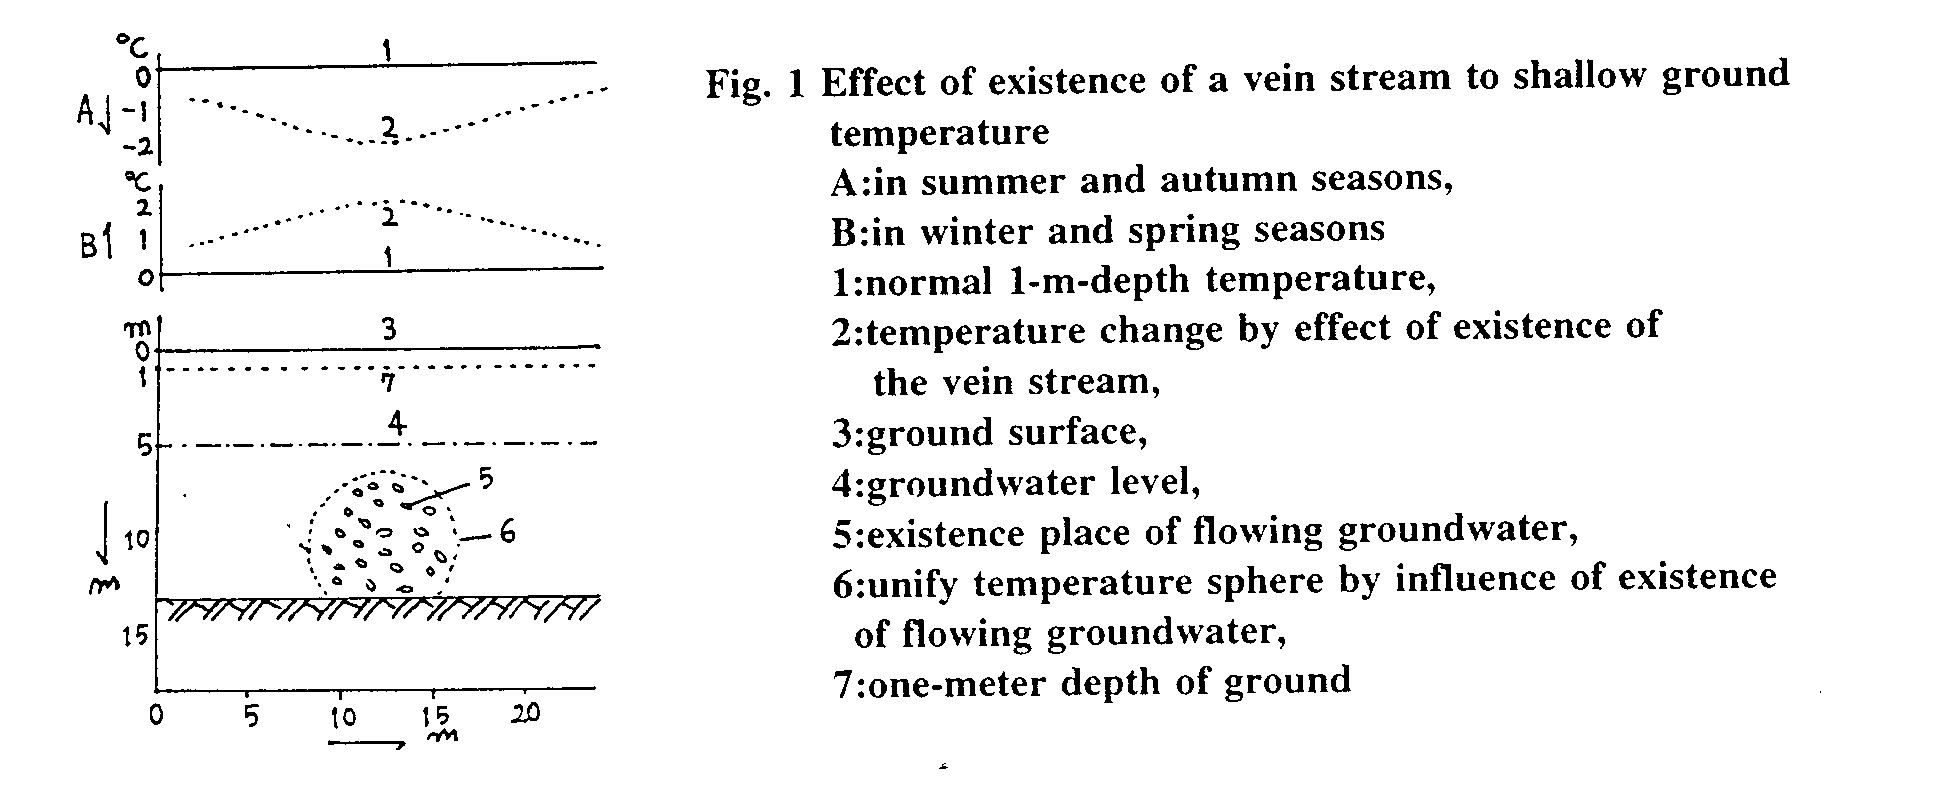 °C
1
0
A↓
-1
2
-2
°C
2
2
B↑
1
1
0
m
3
0
1
7
4
5
5
6
10
m
15
0 5 10 15 20
m
Fig. 1 Effect of existence of a vein stream to shallow ground
temperature
A:in summer and autumn seasons,
B:in winter and spring seasons
1:normal 1-m-depth temperature,
2:temperature change by effect of existence of
the vein stream,
3:ground surface,
4:groundwater level,
5:existence place of flowing groundwater,
6:unify temperature sphere by influence of existence
of flowing groundwater,
7:one-meter depth of ground